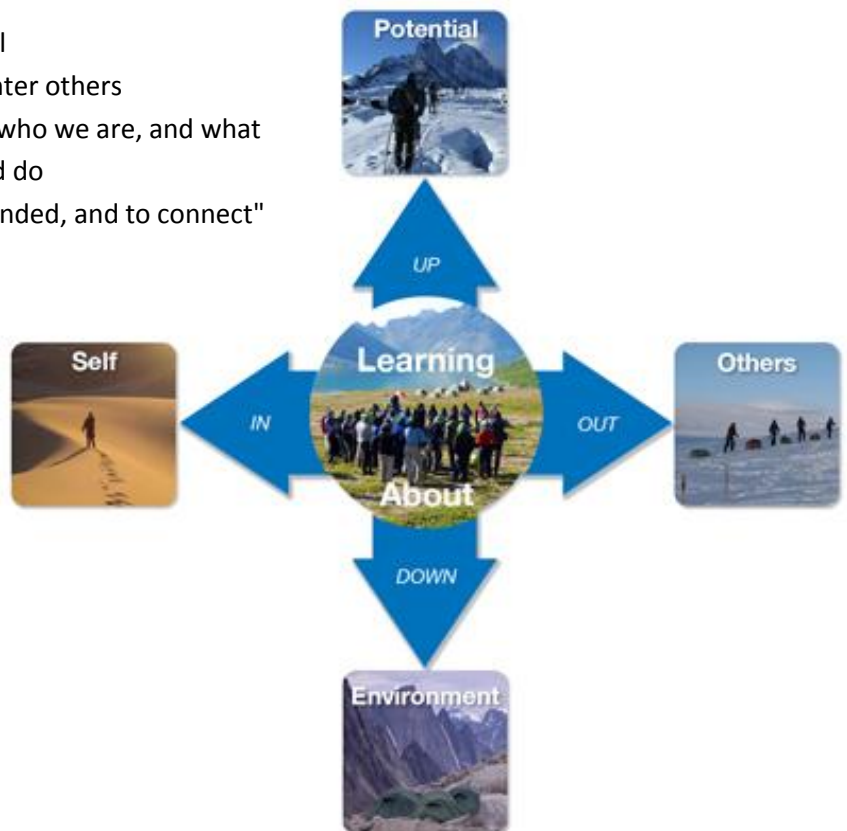 l
nter others
who we are, and what
d do
nded, and to connect"
Potential
UP
Self
IN
Learning
About
OUT
Others
DOWN
Environment